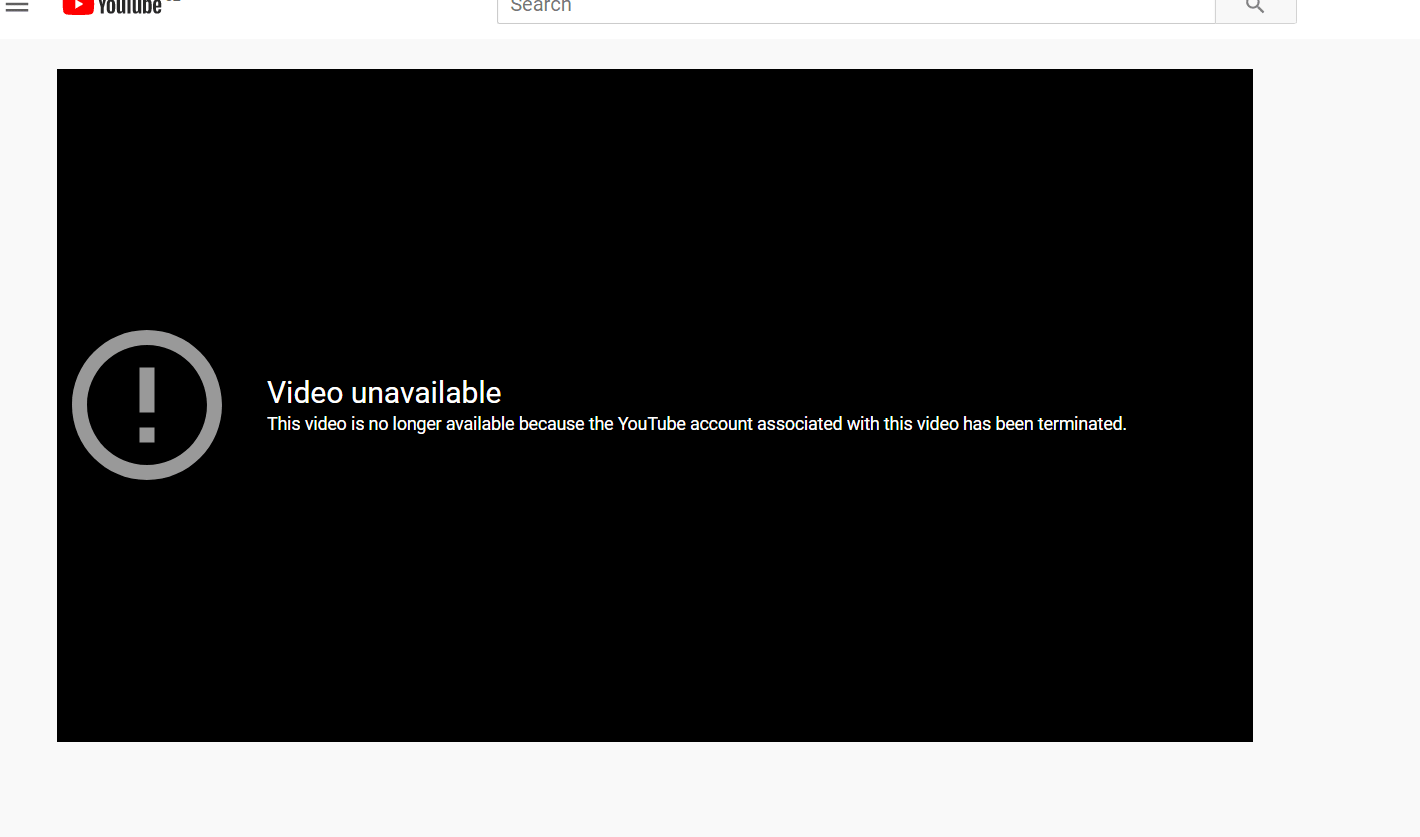 YouTube
Search
Video unavailable
This video is no longer available because the YouTube account associated with this video has been terminated.